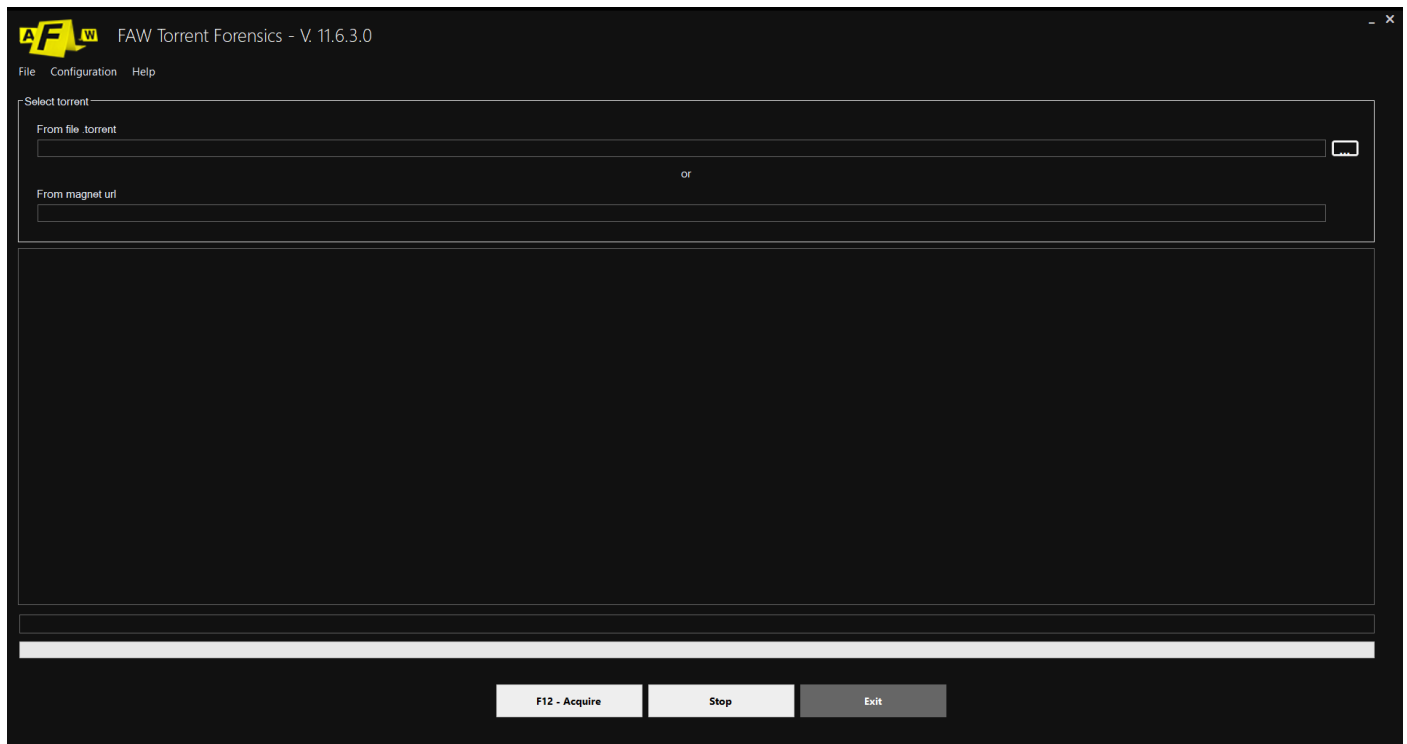 AFW FAW Torrent Forensics - V. 11.6.3.0
File Configuration Help
Select torrent
From file .torrent
...
or
From magnet url
F12 - Acquire Stop Exit